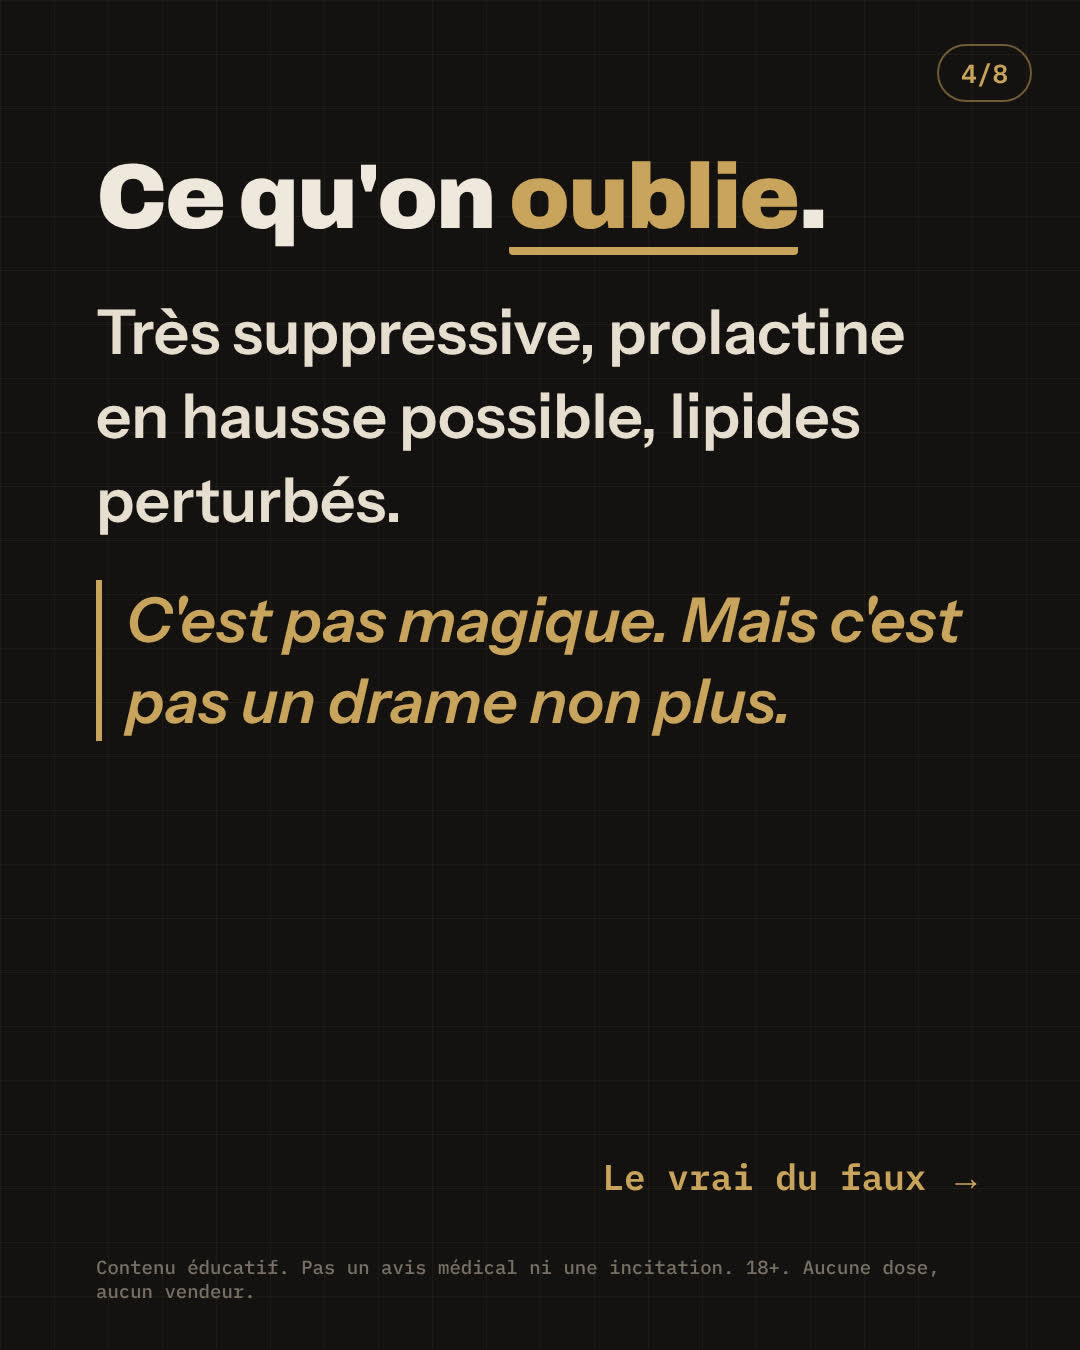 4/8
Ce qu'on oublie.
Très suppressive, prolactine
en hausse possible, lipides
perturbés.
C'est pas magique. Mais c'est
pas un drame non plus.
Le vrai du faux →
Contenu éducatif. Pas un avis médical ni une incitation. 18+. Aucune dose,
aucun vendeur.